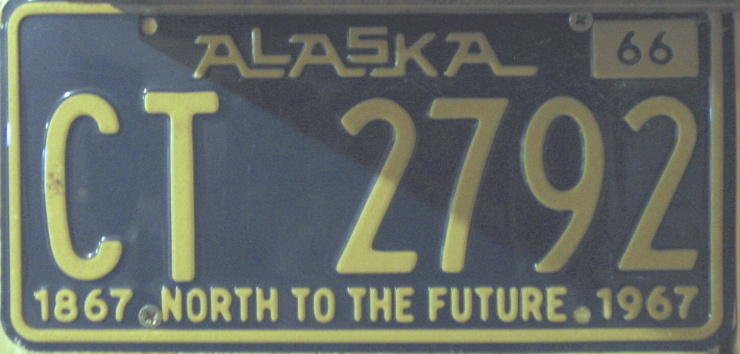 ALASKA 66
CT 2792
1867 NORTH TO THE FUTURE 1967